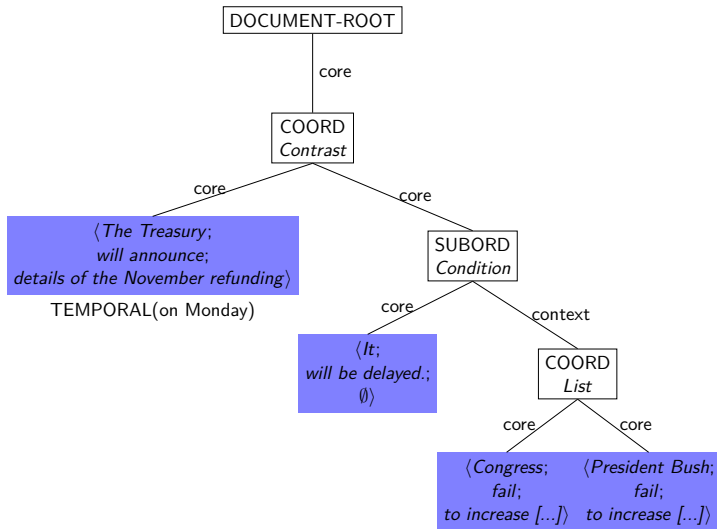 DOCUMENT-ROOT
core
COORD
Contrast
core
core
⟨The Treasury;
will announce;
details of the November refunding⟩
TEMPORAL(on Monday)
SUBORD
Condition
core
context
⟨It;
will be delayed.;
∅⟩
COORD
List
core
core
⟨Congress;
fail;
to increase [...]⟩
⟨President Bush;
fail;
to increase [...]⟩